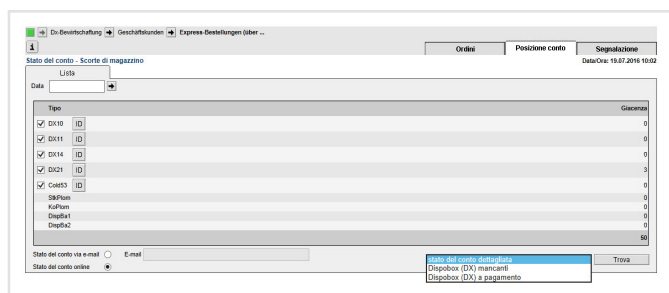 Dx-Bewirtschaftung Geschäftskunden Express-Bestellungen (über ...
i
Ordini Posizione conto Segnalazione
Stato del conto - Scorte di magazzino Data/Ora: 19.07.2016 10:02
Lista
Data
Tipo Giacenza
DX10 ID 0
DX11 ID 0
DX14 ID 0
DX21 ID 3
Cold53 ID 0
StkPlom 0
KoPlom 0
DispBa1 0
DispBa2 0
50
Stato del conto via e-mail E-mail
stato del conto dettagliata Trova
Stato del conto online Dispobox (DX) mancanti
Dispobox (DX) a pagamento